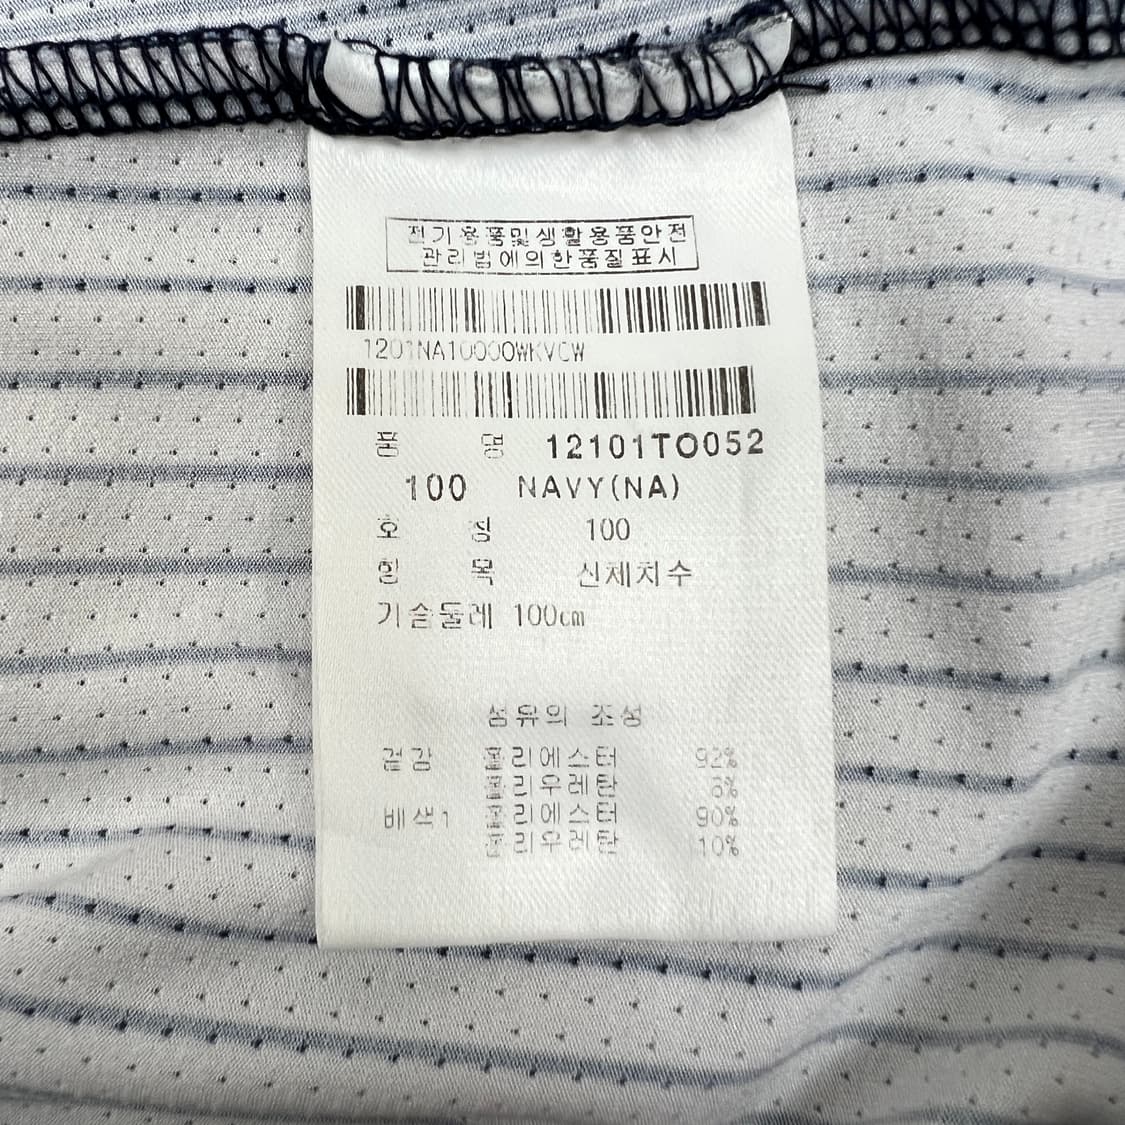 전기용품및생활용품안전
관리법에의한품질표시
1201NA10000OWKVCW
품 명 12101TO052
100 NAVY(NA)
호 칭 100
항 목 신체치수
가슴둘레 100cm
섬유의 조성
겉감 폴리에스터 92%
폴리우레탄 8%
배색1 폴리에스터 90%
폴리우레탄 10%